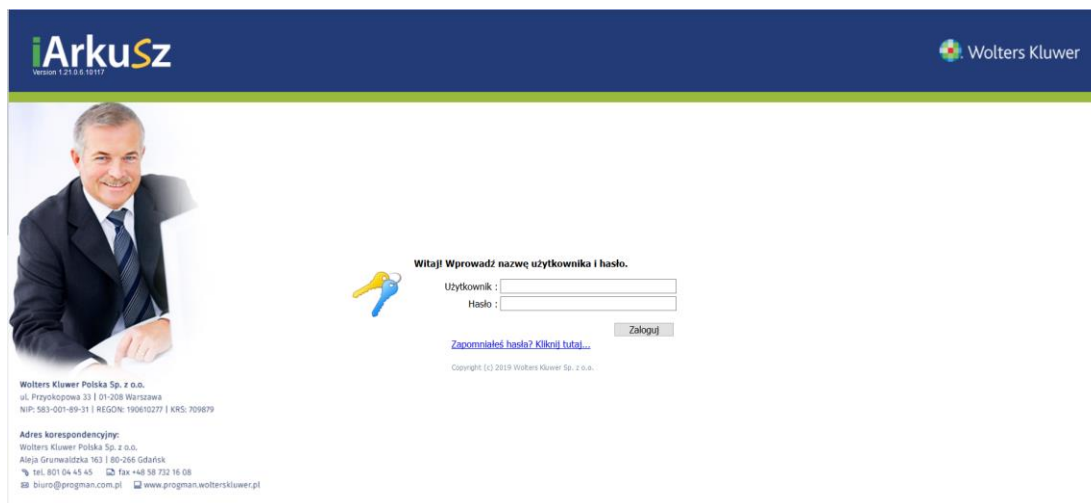 iArkuSz
Version 1.21.0.6.10117
Wolters Kluwer
Witaj! Wprowadź nazwę użytkownika i hasło.
Użytkownik :
Hasło :
Zaloguj
Zapomniałeś hasła? Kliknij tutaj...
Copyright (c) 2019 Wolters Kluwer Sp. z o.o.
Wolters Kluwer Polska Sp. z o.o.
ul. Przyokopowa 33 | 01-208 Warszawa
NIP: 583-001-89-31 | REGON: 190610277 | KRS: 709879
Adres korespondencyjny:
Wolters Kluwer Polska Sp. z o.o.
Aleja Grunwaldzka 163 | 80-266 Gdańsk
tel. 801 04 45 45 fax +48 58 732 16 08
biuro@progman.com.pl www.progman.wolterskluwer.pl